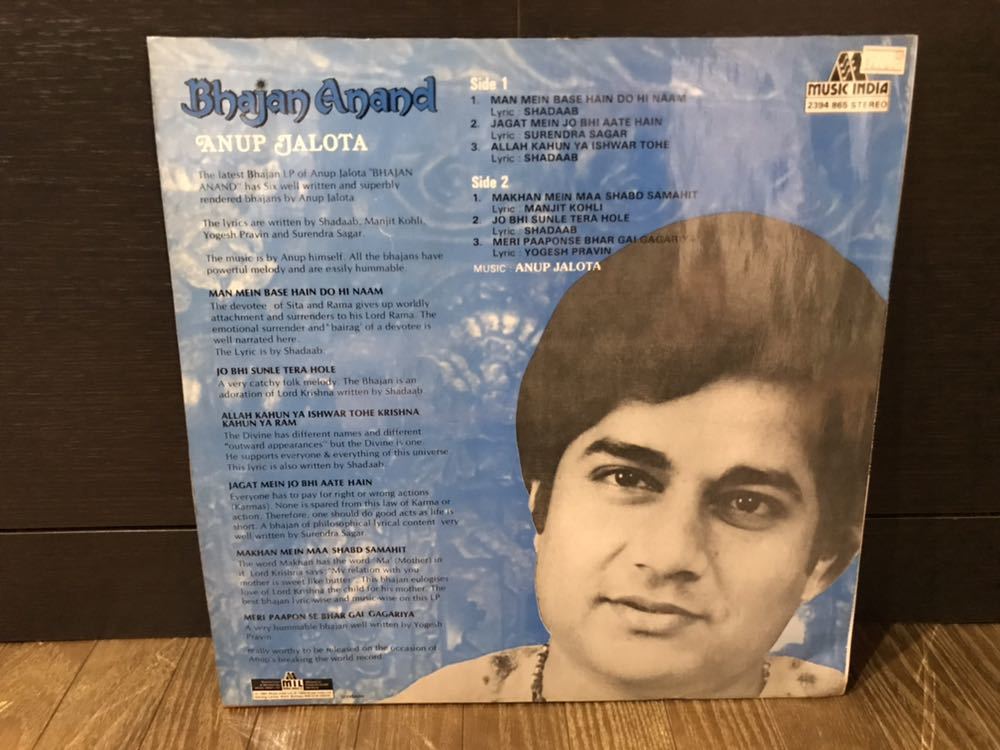 Bhajan Anand
ANUP JALOTA
The latest Bhajan LP of Anup Jalota "BHAJAN
ANAND" has Six well written and superbly
rendered bhajans by Anup Jalota
The lyrics are written by Shadaab, Manjit Kohli,
Yogesh Pravin and Surendra Sagar.
The music is by Anup himself. All the bhajans have
powerful melody and are easily hummable.
MAN MEIN BASE HAIN DO HI NAAM
The devotee of Sita and Rama gives up worldly
attachment and surrenders to his Lord Rama. The
emotional surrender and 'bairag' of a devotee is
well narrated here.
The Lyric is by Shadaab.
JO BHI SUNLE TERA HOLE
A very catchy folk melody. The Bhajan is an
adoration of Lord Krishna written by Shadaab
ALLAH KAHUN YA ISHWAR TOHE KRISHNA
KAHUN YA RAM
The Divine has different names and different
"outward appearances" but the Divine is one.
He supports everyone & everything of this universe.
This lyric is also written by Shadaab.
JAGAT MEIN JO BHI AATE HAIN
Everyone has to pay for right or wrong actions
(Karmas). None is spared from this law of Karma or
action. Therefore, one should do good acts as life is
short. A bhajan of philosophical lyrical content very
well written by Surendra Sagar.
MAKHAN MEIN MAA SHABD SAMAHIT
The word Makhan has the word "Ma" (Mother) in
it. Lord Krishna says "My relation with you
mother is sweet like butter". This bhajan eulogises
love of Lord Krishna the child for his mother. The
best bhajan lyric-wise and music-wise on this LP.
MERI PAAPON SE BHAR GAI GAGARIYA
A very hummable bhajan well written by Yogesh
Pravin
really worthy to be released on the occasion of
Anup's breaking the world record.
MIL
Side 1
1. MAN MEIN BASE HAIN DO HI NAAM
Lyric : SHADAAB
2. JAGAT MEIN JO BHI AATE HAIN
Lyric : SURENDRA SAGAR
3. ALLAH KAHUN YA ISHWAR TOHE
Lyric : SHADAAB
Side 2
1. MAKHAN MEIN MAA SHABD SAMAHIT
Lyric : MANJIT KOHLI
2. JO BHI SUNLE TERA HOLE
Lyric : SHADAAB
3. MERI PAAPONSE BHAR GAI GAGARIYA
Lyric : YOGESH PRAVIN
MUSIC : ANUP JALOTA
MUSIC INDIA
2394 865 STEREO